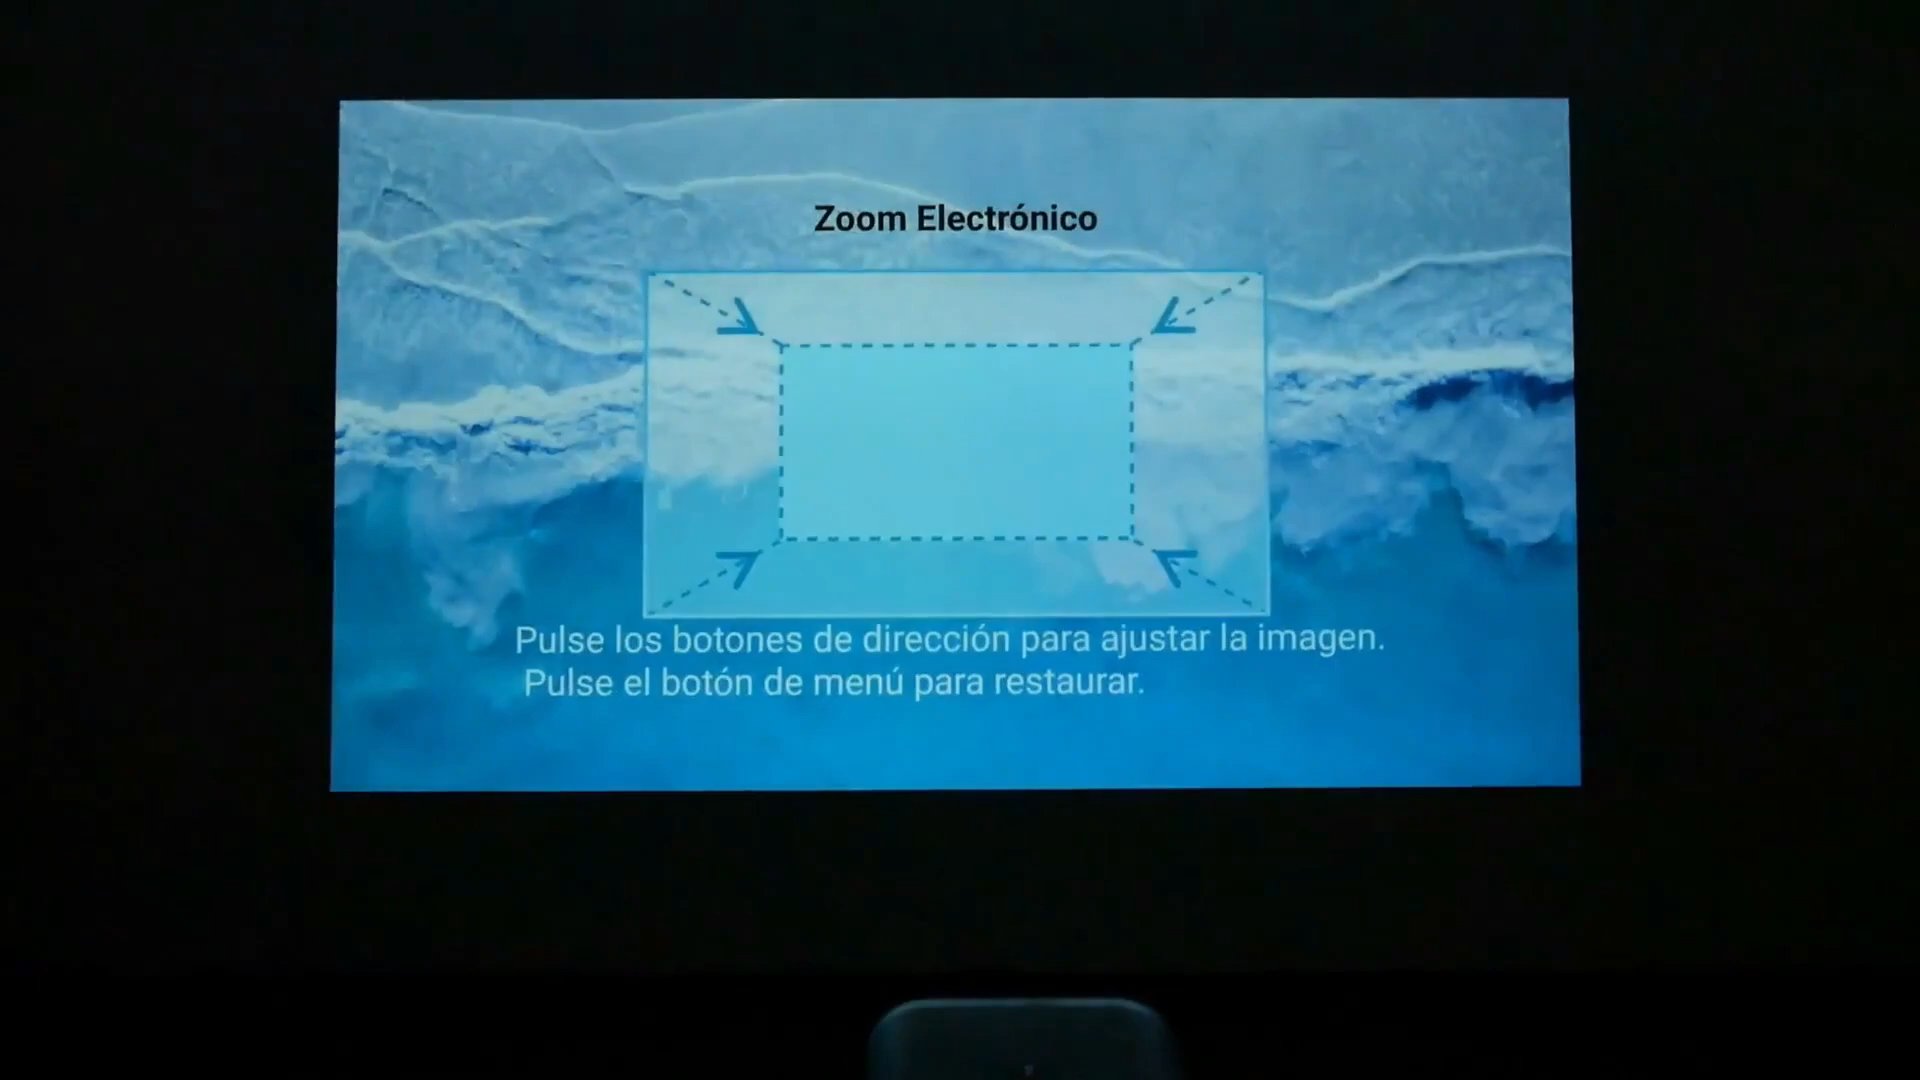 Zoom Electrónico
Pulse los botones de dirección para ajustar la imagen.
Pulse el botón de menú para restaurar.